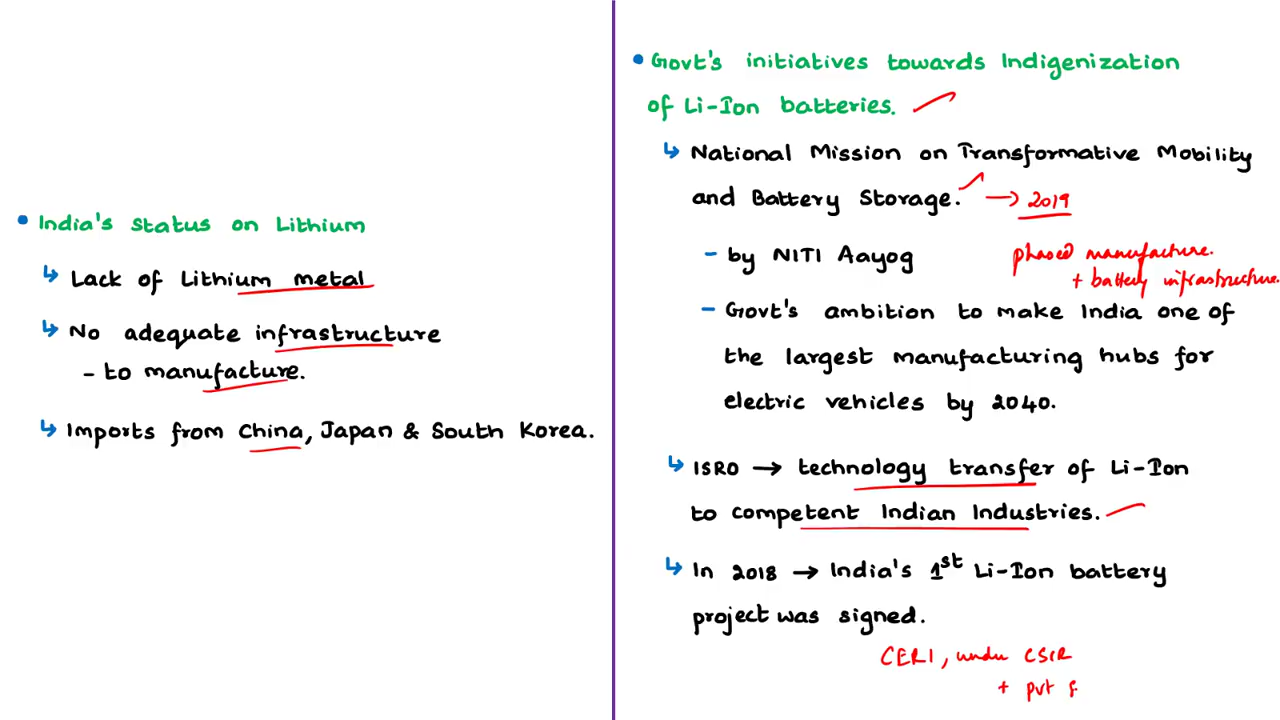 India's status on Lithium
↳ Lack of Lithium metal
↳ No adequate infrastructure
- to manufacture.
↳ Imports from China, Japan & South Korea.
Govt's initiatives towards Indigenization
of Li-Ion batteries.
↳ National Mission on Transformative Mobility
and Battery Storage. → 2019
- by NITI Aayog
phased manufacture.
+ battery infrastructure.
- Govt's ambition to make India one of
the largest manufacturing hubs for
electric vehicles by 2040.
↳ ISRO → technology transfer of Li-Ion
to competent Indian Industries.
↳ In 2018 → India's 1st Li-Ion battery
project was signed.
CERI, under CSIR
+ pvt